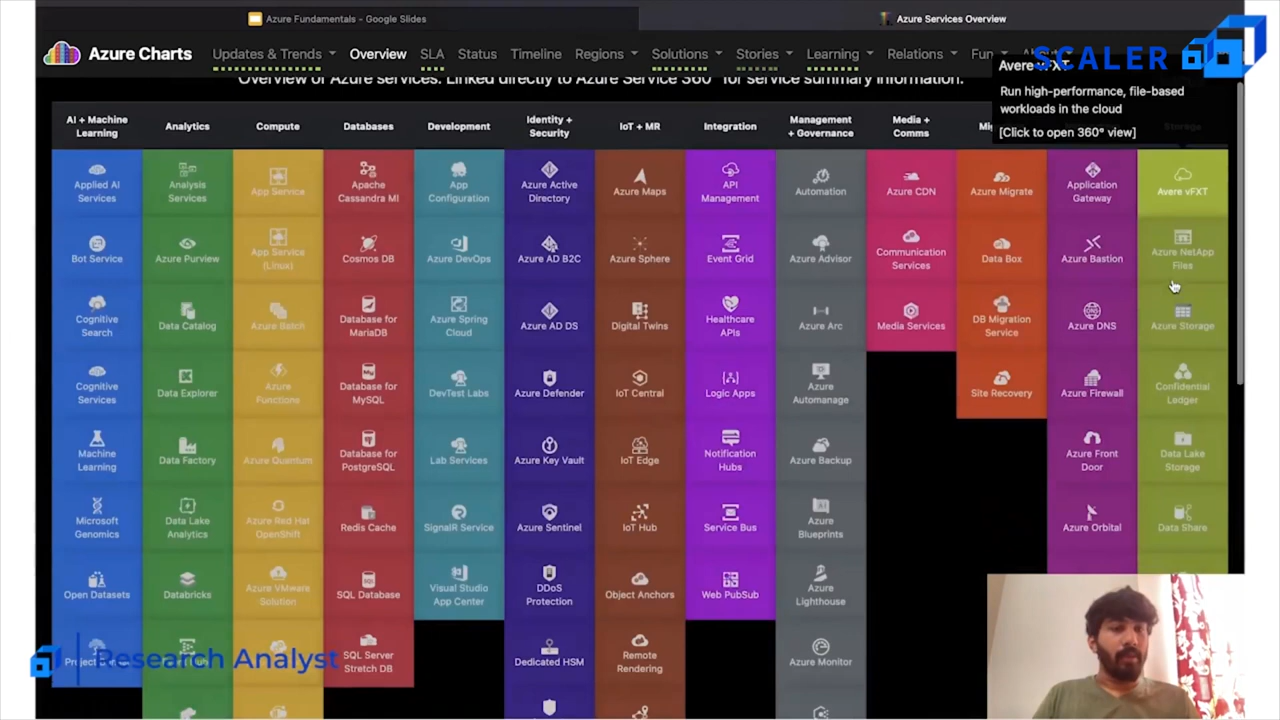 Azure Fundamentals - Google Slides
Azure Services Overview
Azure Charts
Updates & Trends
Overview
SLA
Status
Timeline
Regions
Solutions
Stories
Learning
Relations
Fun
SCALER
Overview of Azure services. Linked directly to Azure Service 360° for service summary information.
Avere vFXT
Run high-performance, file-based
workloads in the cloud
[Click to open 360° view]
AI + Machine
Learning
Analytics
Compute
Databases
Development
Identity +
Security
IoT + MR
Integration
Management
+ Governance
Media +
Comms
Storage
Applied AI
Services
Analysis
Services
App Service
Apache
Cassandra MI
App
Configuration
Azure Active
Directory
Azure Maps
API
Management
Automation
Azure CDN
Azure Migrate
Application
Gateway
Avere vFXT
Bot Service
Azure Purview
App Service
(Linux)
Cosmos DB
Azure DevOps
Azure AD B2C
Azure Sphere
Event Grid
Azure Advisor
Communication
Services
Data Box
Azure Bastion
Azure NetApp
Files
Cognitive
Search
Data Catalog
Azure Batch
Database for
MariaDB
Azure Spring
Cloud
Azure AD DS
Digital Twins
Healthcare
APIs
Azure Arc
Media Services
DB Migration
Service
Azure DNS
Azure Storage
Cognitive
Services
Data Explorer
Azure
Functions
Database for
MySQL
DevTest Labs
Azure Defender
IoT Central
Logic Apps
Azure
Automanage
Site Recovery
Azure Firewall
Confidential
Ledger
Machine
Learning
Data Factory
Azure Quantum
Database for
PostgreSQL
Lab Services
Azure Key Vault
IoT Edge
Notification
Hubs
Azure Backup
Azure Front
Door
Data Lake
Storage
Microsoft
Genomics
Data Lake
Analytics
Azure Red Hat
OpenShift
Redis Cache
SignalR Service
Azure Sentinel
IoT Hub
Service Bus
Azure
Blueprints
Azure Orbital
Data Share
Open Datasets
Databricks
Azure VMware
Solution
SQL Database
Visual Studio
App Center
DDoS
Protection
Object Anchors
Web PubSub
Azure
Lighthouse
Research Analyst
SQL Server
Stretch DB
Dedicated HSM
Remote
Rendering
Azure Monitor